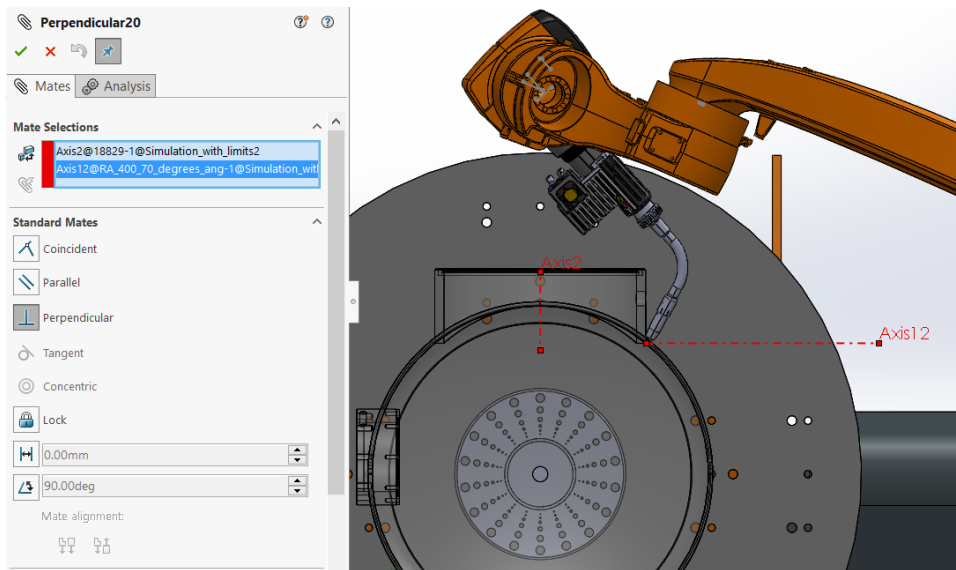 Perpendicular20
Mates
Analysis
Mate Selections
Axis2@18829-1@Simulation_with_limits2
Axis12@RA_400_70_degrees_ang-1@Simulation_wit
Standard Mates
Coincident
Parallel
Perpendicular
Tangent
Concentric
Lock
0.00mm
90.00deg
Mate alignment:
Axis2
Axis12